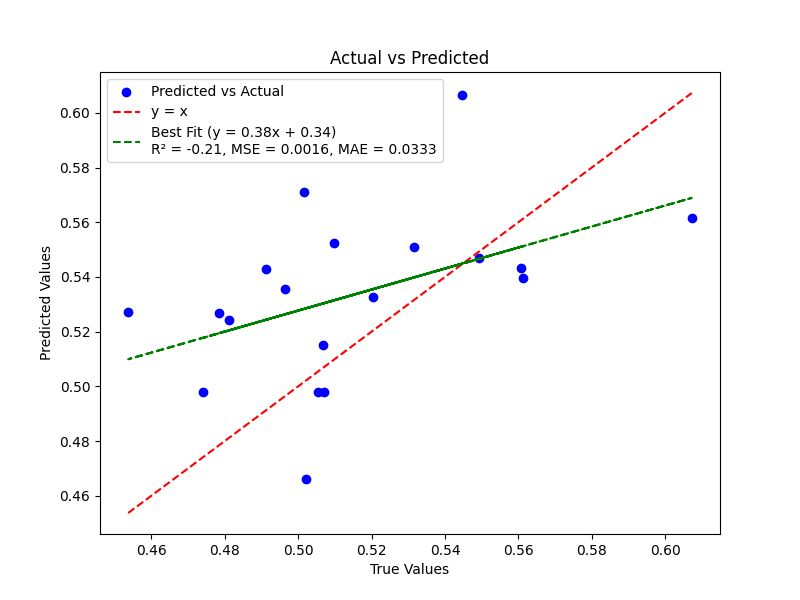 Actual vs Predicted
Predicted vs Actual
y = x
Best Fit (y = 0.38x + 0.34)
R² = -0.21, MSE = 0.0016, MAE = 0.0333
Predicted Values
0.60
0.58
0.56
0.54
0.52
0.50
0.48
0.46
0.46 0.48 0.50 0.52 0.54 0.56 0.58 0.60
True Values